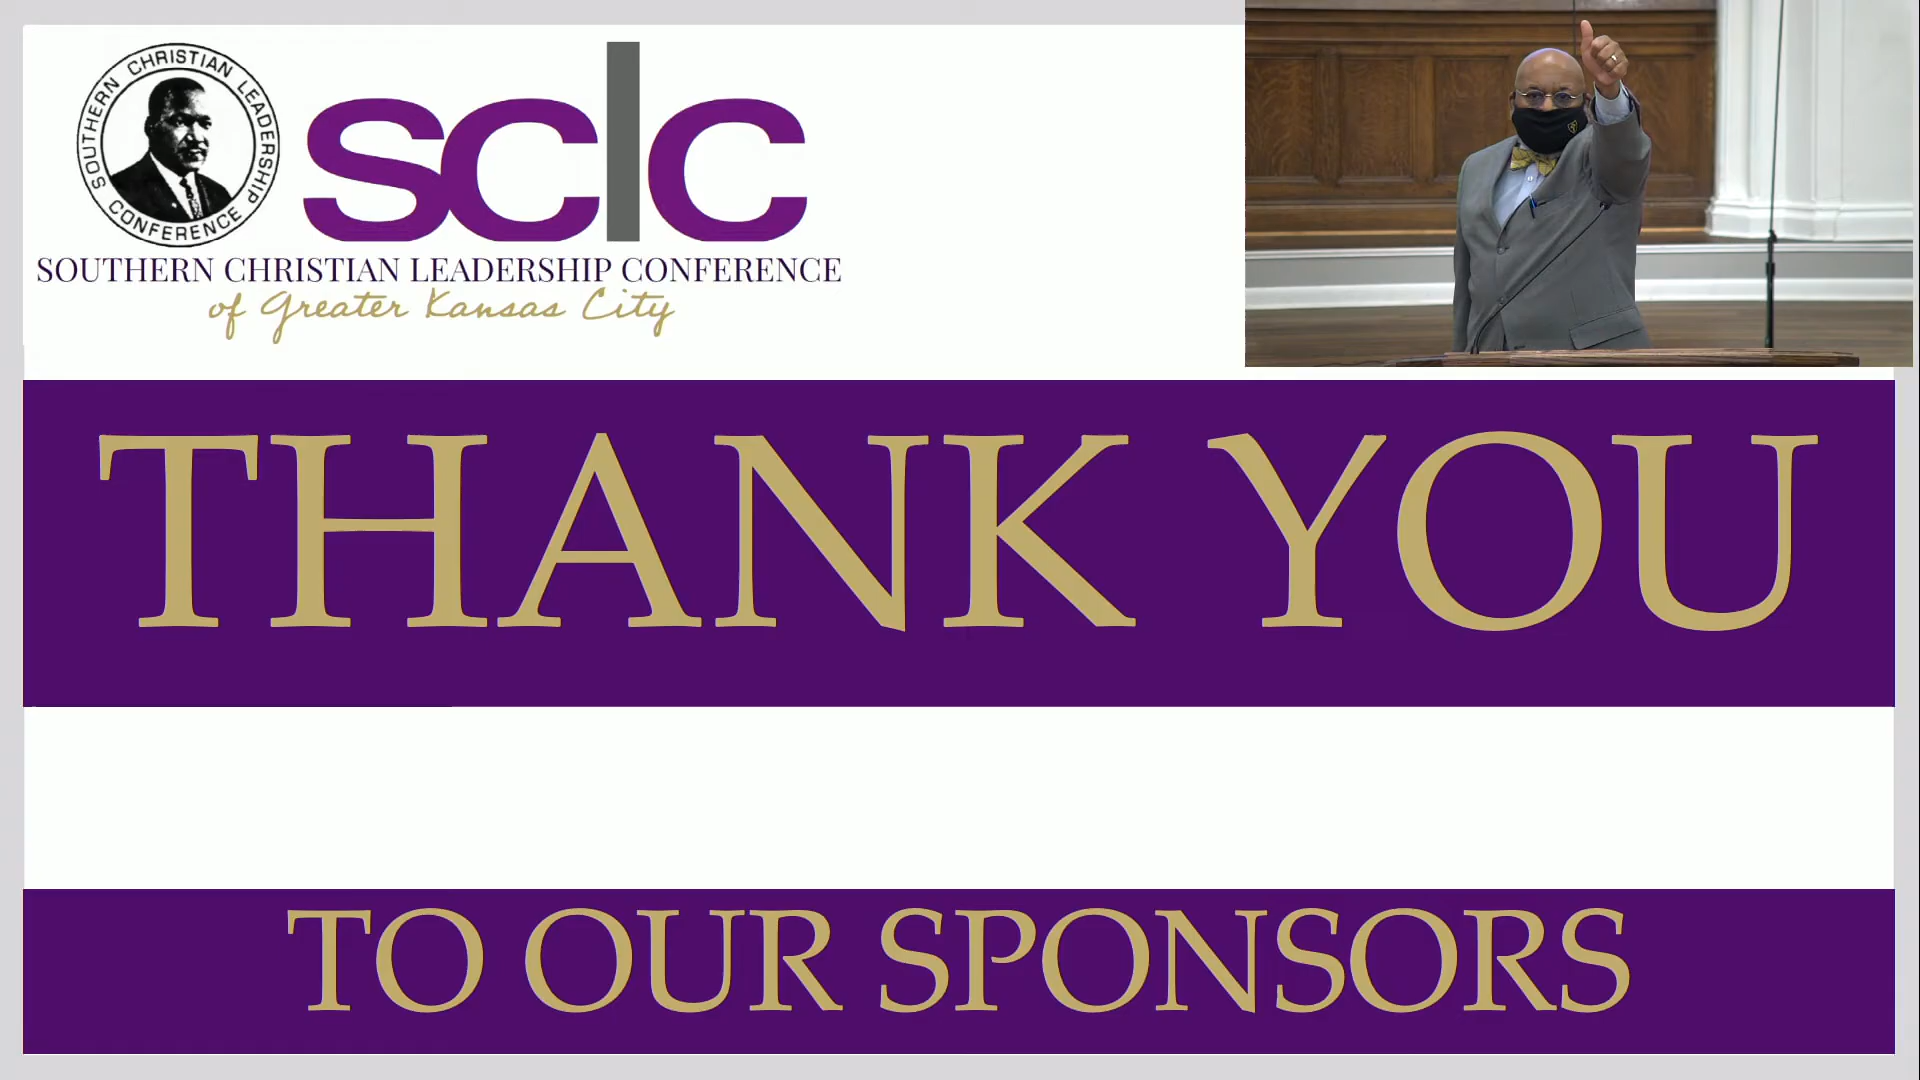 SOUTHERN CHRISTIAN LEADERSHIP CONFERENCE
sclc
SOUTHERN CHRISTIAN LEADERSHIP CONFERENCE
of Greater Kansas City
THANK YOU
TO OUR SPONSORS